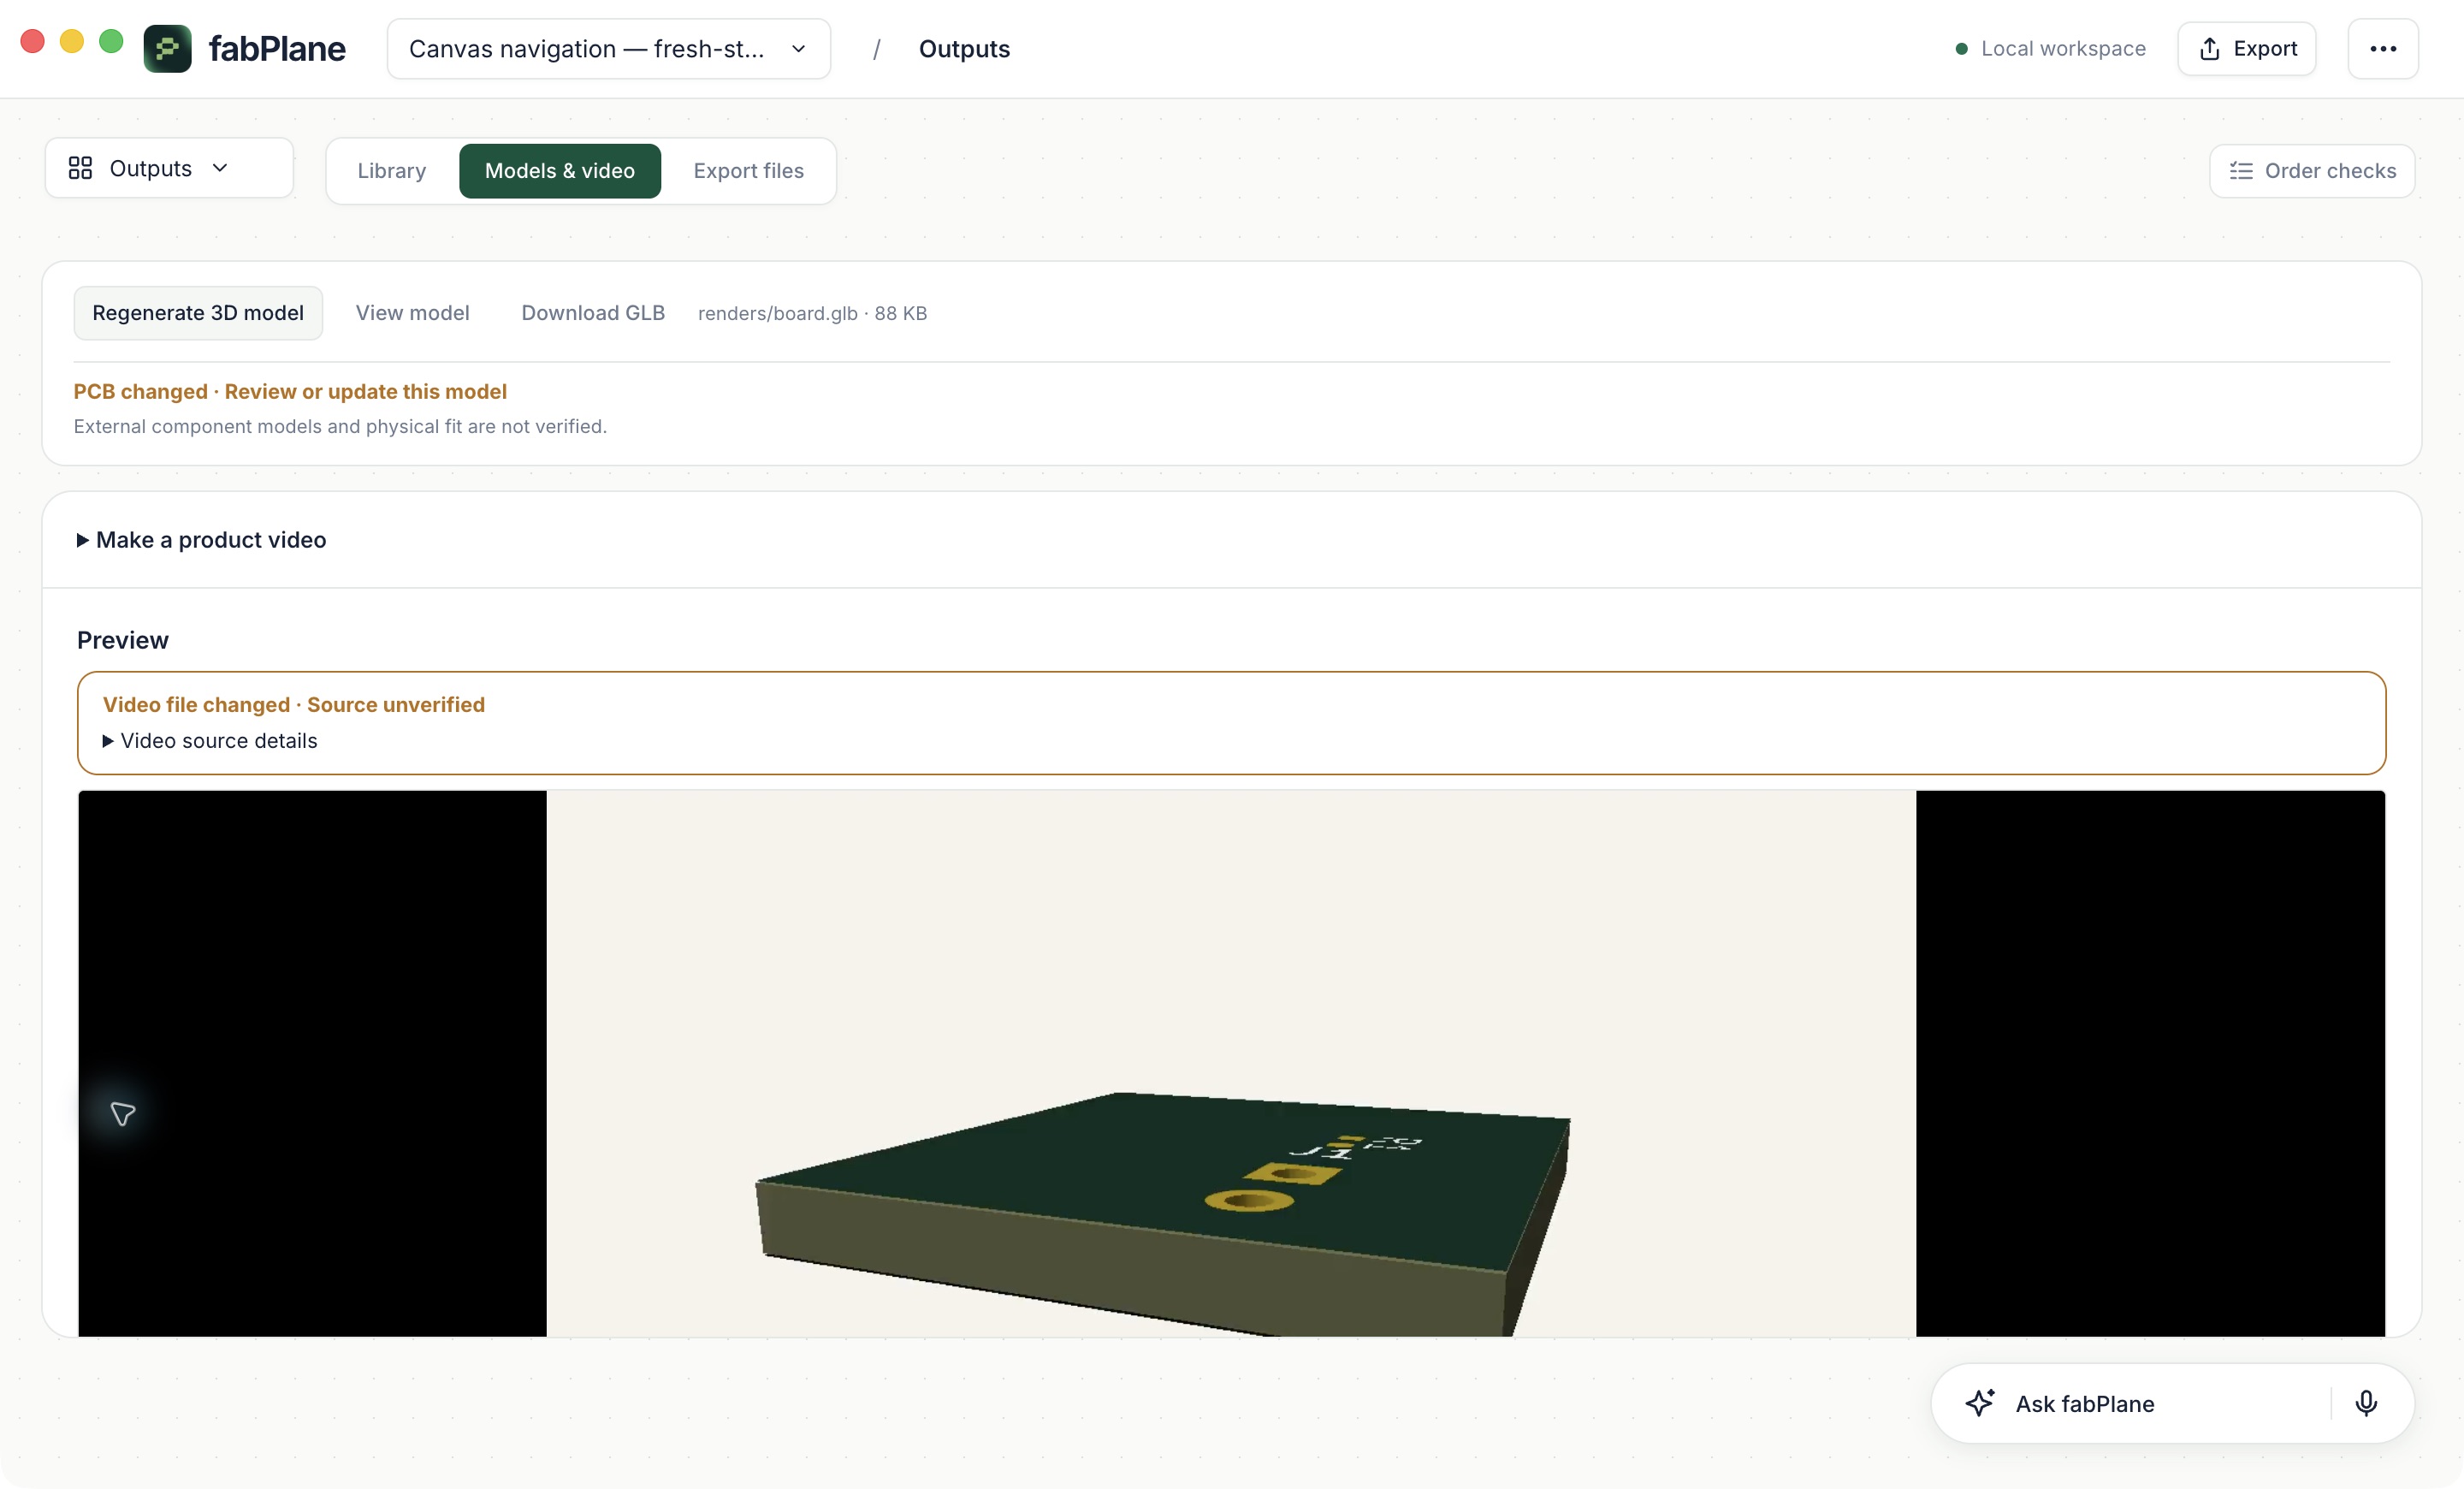 fabPlane
Canvas navigation — fresh-st...
/
Outputs
Local workspace
Export
Outputs
Library
Models & video
Export files
Order checks
Regenerate 3D model
View model
Download GLB
renders/board.glb · 88 KB
PCB changed · Review or update this model
External component models and physical fit are not verified.
Make a product video
Preview
Video file changed · Source unverified
Video source details
J1
Ask fabPlane